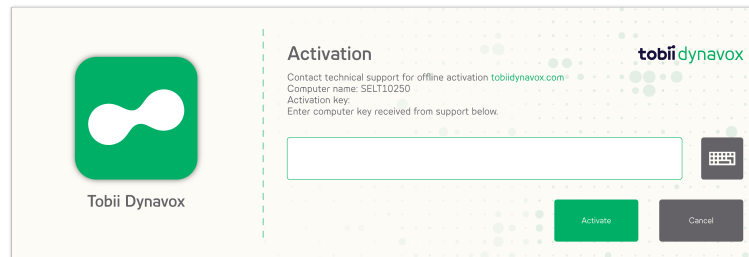 Activation
tobii dynavox
Contact technical support for offline activation tobiidynavox.com
Computer name: SELT10250
Activation key:
Enter computer key received from support below.
Tobii Dynavox
Activate
Cancel